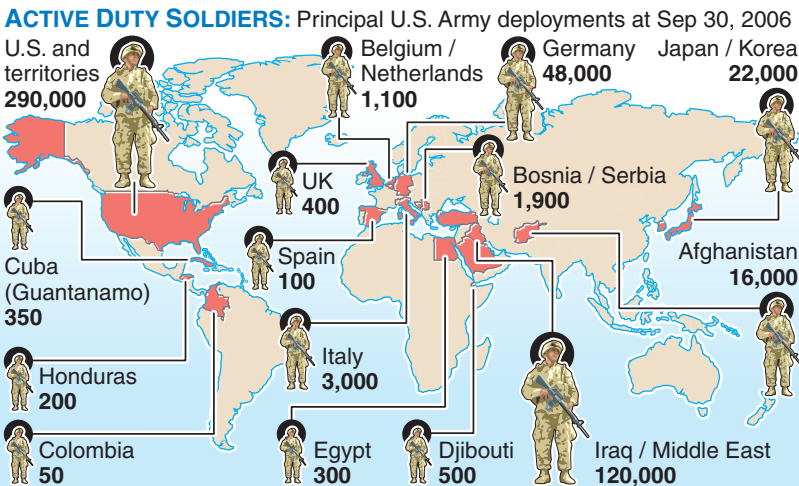 ACTIVE DUTY SOLDIERS: Principal U.S. Army deployments at Sep 30, 2006
U.S. and
territories
290,000
Belgium /
Netherlands
1,100
Germany
48,000
Japan / Korea
22,000
UK
400
Bosnia / Serbia
1,900
Cuba
(Guantanamo)
350
Spain
100
Afghanistan
16,000
Honduras
200
Italy
3,000
Colombia
50
Egypt
300
Djibouti
500
Iraq / Middle East
120,000